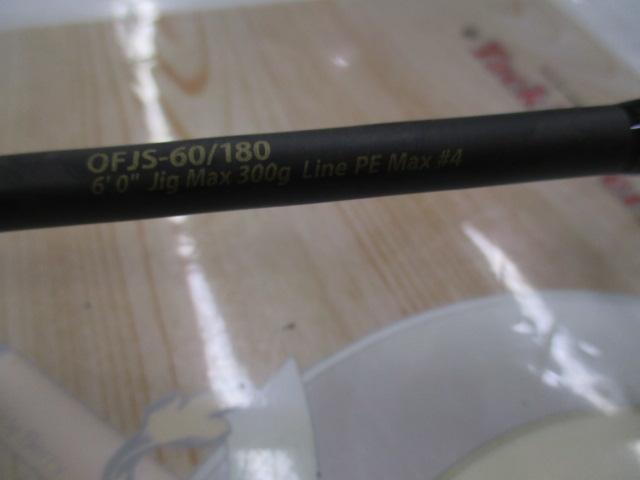 OFJS-60/180
6'0" Jig Max 300g Line PE Max #4